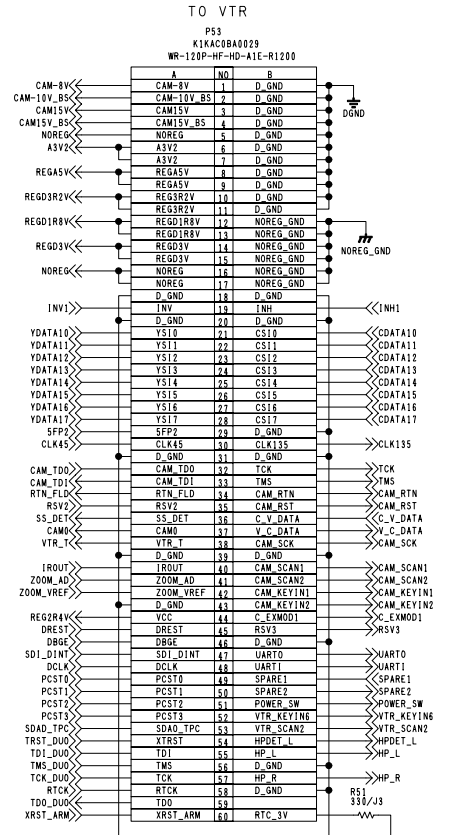 TO VTR
P53
K1KAC0BA0029
WR-120P-HF-HD-A1E-R1200
A NO B
CAM-8V CAM-8V 1 D_GND
CAM-10V_BS CAM-10V_BS 2 D_GND
CAM15V CAM15V 3 D_GND DGND
CAM15V_BS CAM15V_BS 4 D_GND
NOREG NOREG 5 D_GND
A3V2 A3V2 6 D_GND
A3V2 7 D_GND
REGA5V REGA5V 8 D_GND
REGA5V 9 D_GND
REGD3R2V REG3R2V 10 D_GND
REG3R2V 11 D_GND
REGD1R8V REGD1R8V 12 NOREG_GND
REGD1R8V 13 NOREG_GND
REGD3V REGD3V 14 NOREG_GND NOREG_GND
REGD3V 15 NOREG_GND
NOREG NOREG 16 NOREG_GND
NOREG 17 NOREG_GND
D_GND 18 D_GND
INV1 INV 19 INH INH1
D_GND 20 D_GND
YDATA10 YSI0 21 CSI0 CDATA10
YDATA11 YSI1 22 CSI1 CDATA11
YDATA12 YSI2 23 CSI2 CDATA12
YDATA13 YSI3 24 CSI3 CDATA13
YDATA14 YSI4 25 CSI4 CDATA14
YDATA15 YSI5 26 CSI5 CDATA15
YDATA16 YSI6 27 CSI6 CDATA16
YDATA17 YSI7 28 CSI7 CDATA17
SFP2 5FP2 29 D_GND
CLK45 CLK45 30 CLK135 CLK135
D_GND 31 D_GND
CAM_TDO CAM_TDO 32 TCK TCK
CAM_TDI CAM_TDI 33 TMS TMS
RTN_FLD RTN_FLD 34 CAM_RTN CAM_RTN
RSV2 RSV2 35 CAM_RST CAM_RST
SS_DET SS_DET 36 C_V_DATA C_V_DATA
CAM0 CAM0 37 V_C_DATA V_C_DATA
VTR_T VTR_T 38 CAM_SCK CAM_SCK
D_GND 39 D_GND
IROUT IROUT 40 CAM_SCAN1 CAM_SCAN1
ZOOM_AD ZOOM_AD 41 CAM_SCAN2 CAM_SCAN2
ZOOM_VREF ZOOM_VREF 42 CAM_KEYIN1 CAM_KEYIN1
D_GND 43 CAM_KEYIN2 CAM_KEYIN2
REG2R4V VCC 44 C_EXMOD1 C_EXMOD1
DREST DREST 45 RSV3 RSV3
DBGE DBGE 46 D_GND
SDI_DINT SDI_DINT 47 UARTO UARTO
DCLK DCLK 48 UARTI UARTI
PCST0 PCST0 49 SPARE1 SPARE1
PCST1 PCST1 50 SPARE2 SPARE2
PCST2 PCST2 51 POWER_SW POWER_SW
PCST3 PCST3 52 VTR_KEYIN6 VTR_KEYIN6
SDAO_TPC SDAO_TPC 53 VTR_SCAN2 VTR_SCAN2
TRST_DUO XTRST 54 HPDET_L HPDET_L
TDI_DUO TDI 55 HP_L HP_L
TMS_DUO TMS 56 D_GND
TCK_DUO TCK 57 HP_R HP_R
RTCK RTCK 58 D_GND R51
TDO_DUO TDO 59 330/J3
XRST_ARM XRST_ARM 60 RTC_3V